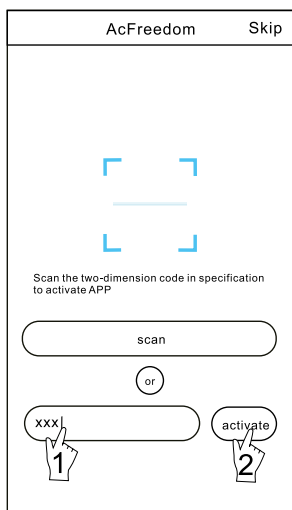 AcFreedom Skip
Scan the two-dimension code in specification
to activate APP
scan
or
xxx activate
1 2